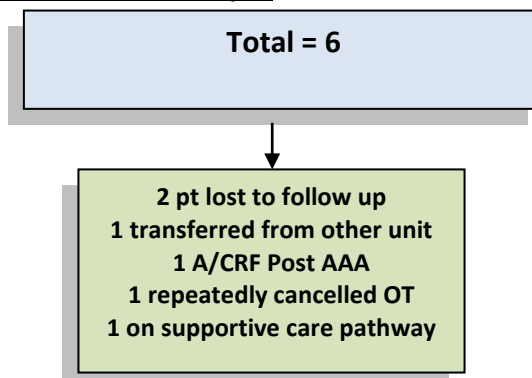 Total = 6
2 pt lost to follow up
1 transferred from other unit
1 A/CRF Post AAA
1 repeatedly cancelled OT
1 on supportive care pathway